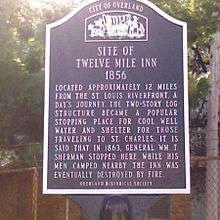 CITY OF OVERLAND
SITE OF
TWELVE MILE INN
1856
LOCATED APPROXIMATELY 12 MILES
FROM THE ST. LOUIS RIVERFRONT, A
DAY'S JOURNEY. THE TWO-STORY LOG
STRUCTURE BECAME A POPULAR
STOPPING PLACE FOR COOL WELL
WATER AND SHELTER FOR THOSE
TRAVELING TO ST. CHARLES. IT IS
SAID THAT IN 1863, GENERAL WM T.
SHERMAN STOPPED HERE WHILE HIS
MEN CAMPED NEARBY. THE INN WAS
EVENTUALLY DESTROYED BY FIRE.
OVERLAND HISTORICAL SOCIETY